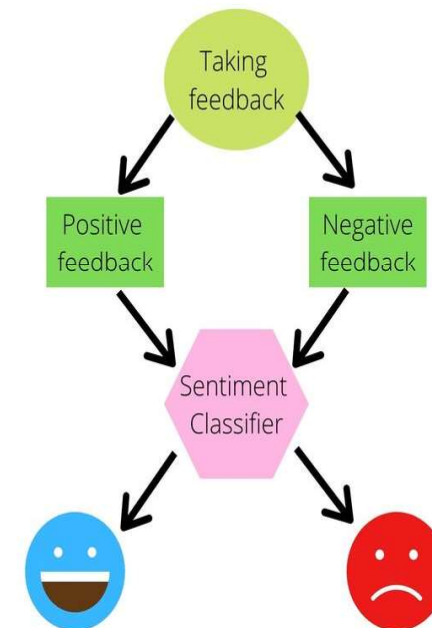 Taking
feedback
Positive
feedback
Negative
feedback
Sentiment
Classifier